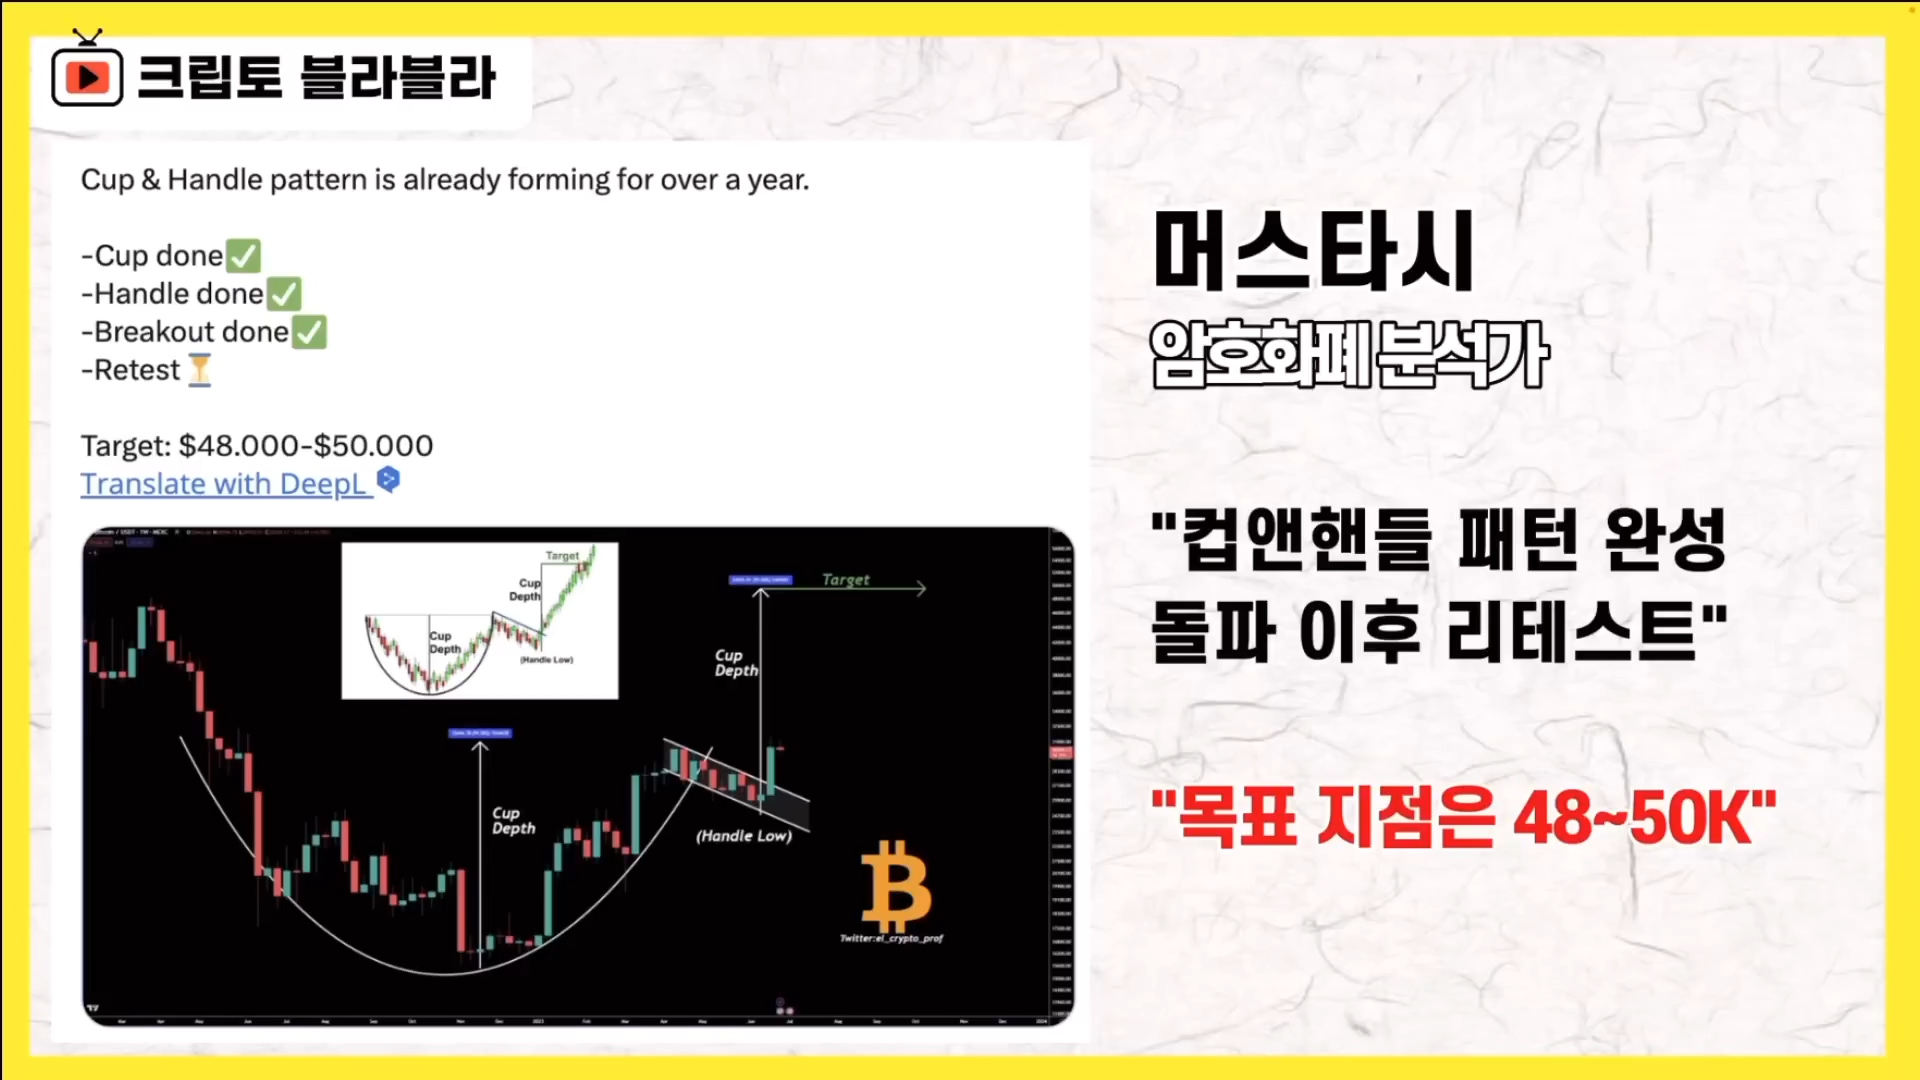 크립토 블라블라
Cup & Handle pattern is already forming for over a year.
-Cup done✅
-Handle done✅
-Breakout done✅
-Retest⏳
Target: $48.000-$50.000
Translate with DeepL
Target
Cup
Depth
Cup
Depth
(Handle Low)
Target
Cup
Depth
Cup
Depth
(Handle Low)
Twitter:el_crypto_prof
머스타시
암호화폐 분석가
"컵앤핸들 패턴 완성
돌파 이후 리테스트"
"목표 지점은 48~50K"